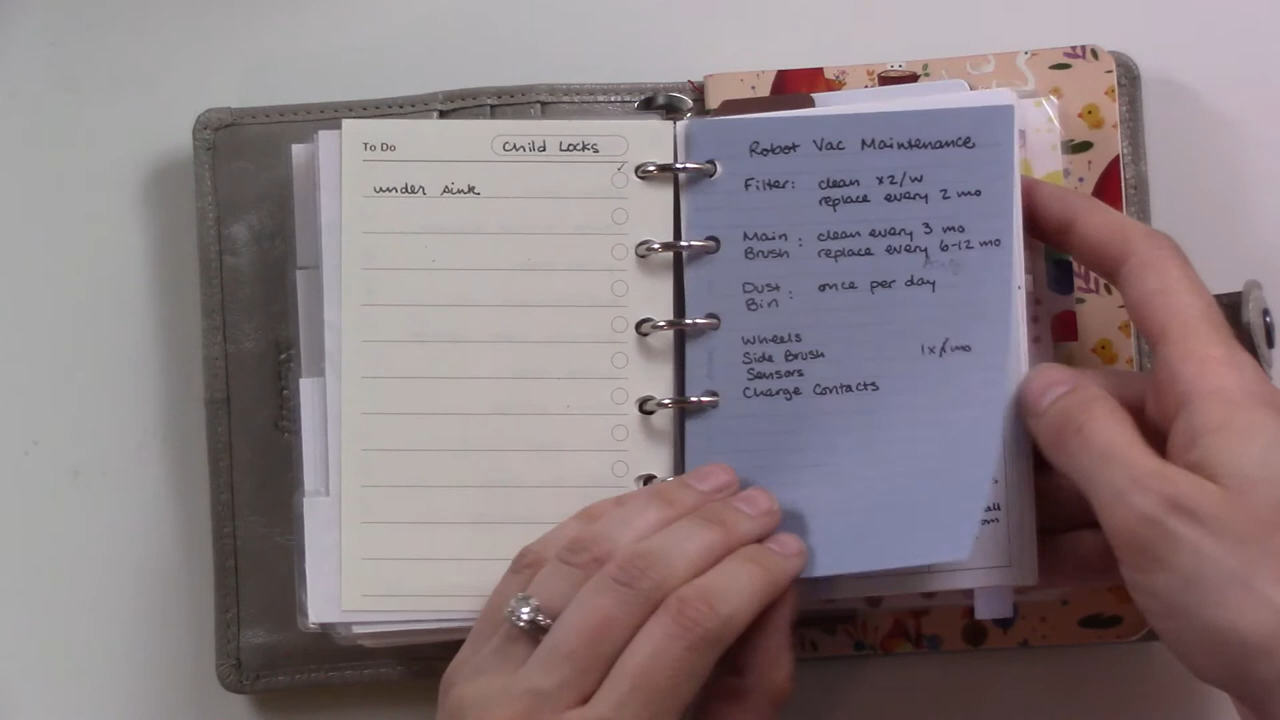 To Do
Child Locks
under sink
Robot Vac Maintenance
Filter: clean x2/w
replace every 2 mo
Main Brush: clean every 3 mo
replace every 6-12 mo
Dust Bin: once per day
Wheels
Side Brush 1x/mo
Sensors
Charge Contacts
all
om